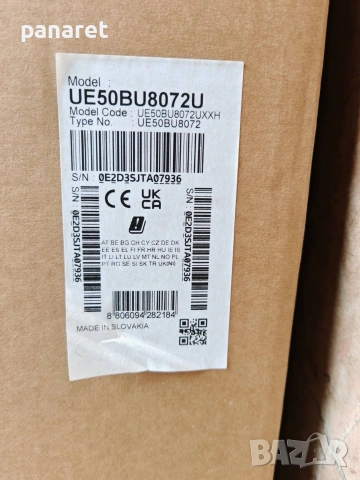 panaret
Model :
UE50BU8072U
Model Code : UE50BU8072UXXH
Type No. : UE50BU8072
S/N : 0E2D3SJTA07936
S/N : 0E2D3SJTA07936
S/N : 0E2D3SJTA07936
CE UK CA
AT BE BG CH CY CZ DE DK
EE ES EL FI FR HR HU IE IS
IT LI LT LU LV MT NL NO PL
PT RO SE SI SK TR UK(NI)
8 806094 282184
MADE IN SLOVAKIA
bazar.bg